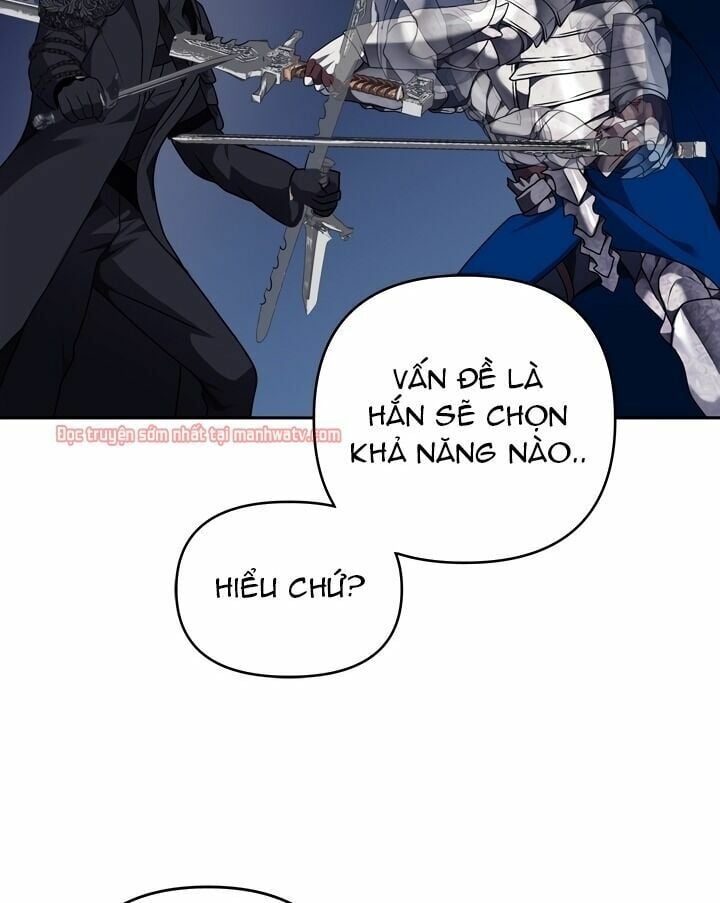 VẤN ĐỀ LÀ
HẮN SẼ CHỌN
KHẢ NĂNG NÀO..
Đọc truyện sớm nhất tại manhwatv.com
HIỂU CHỨ?